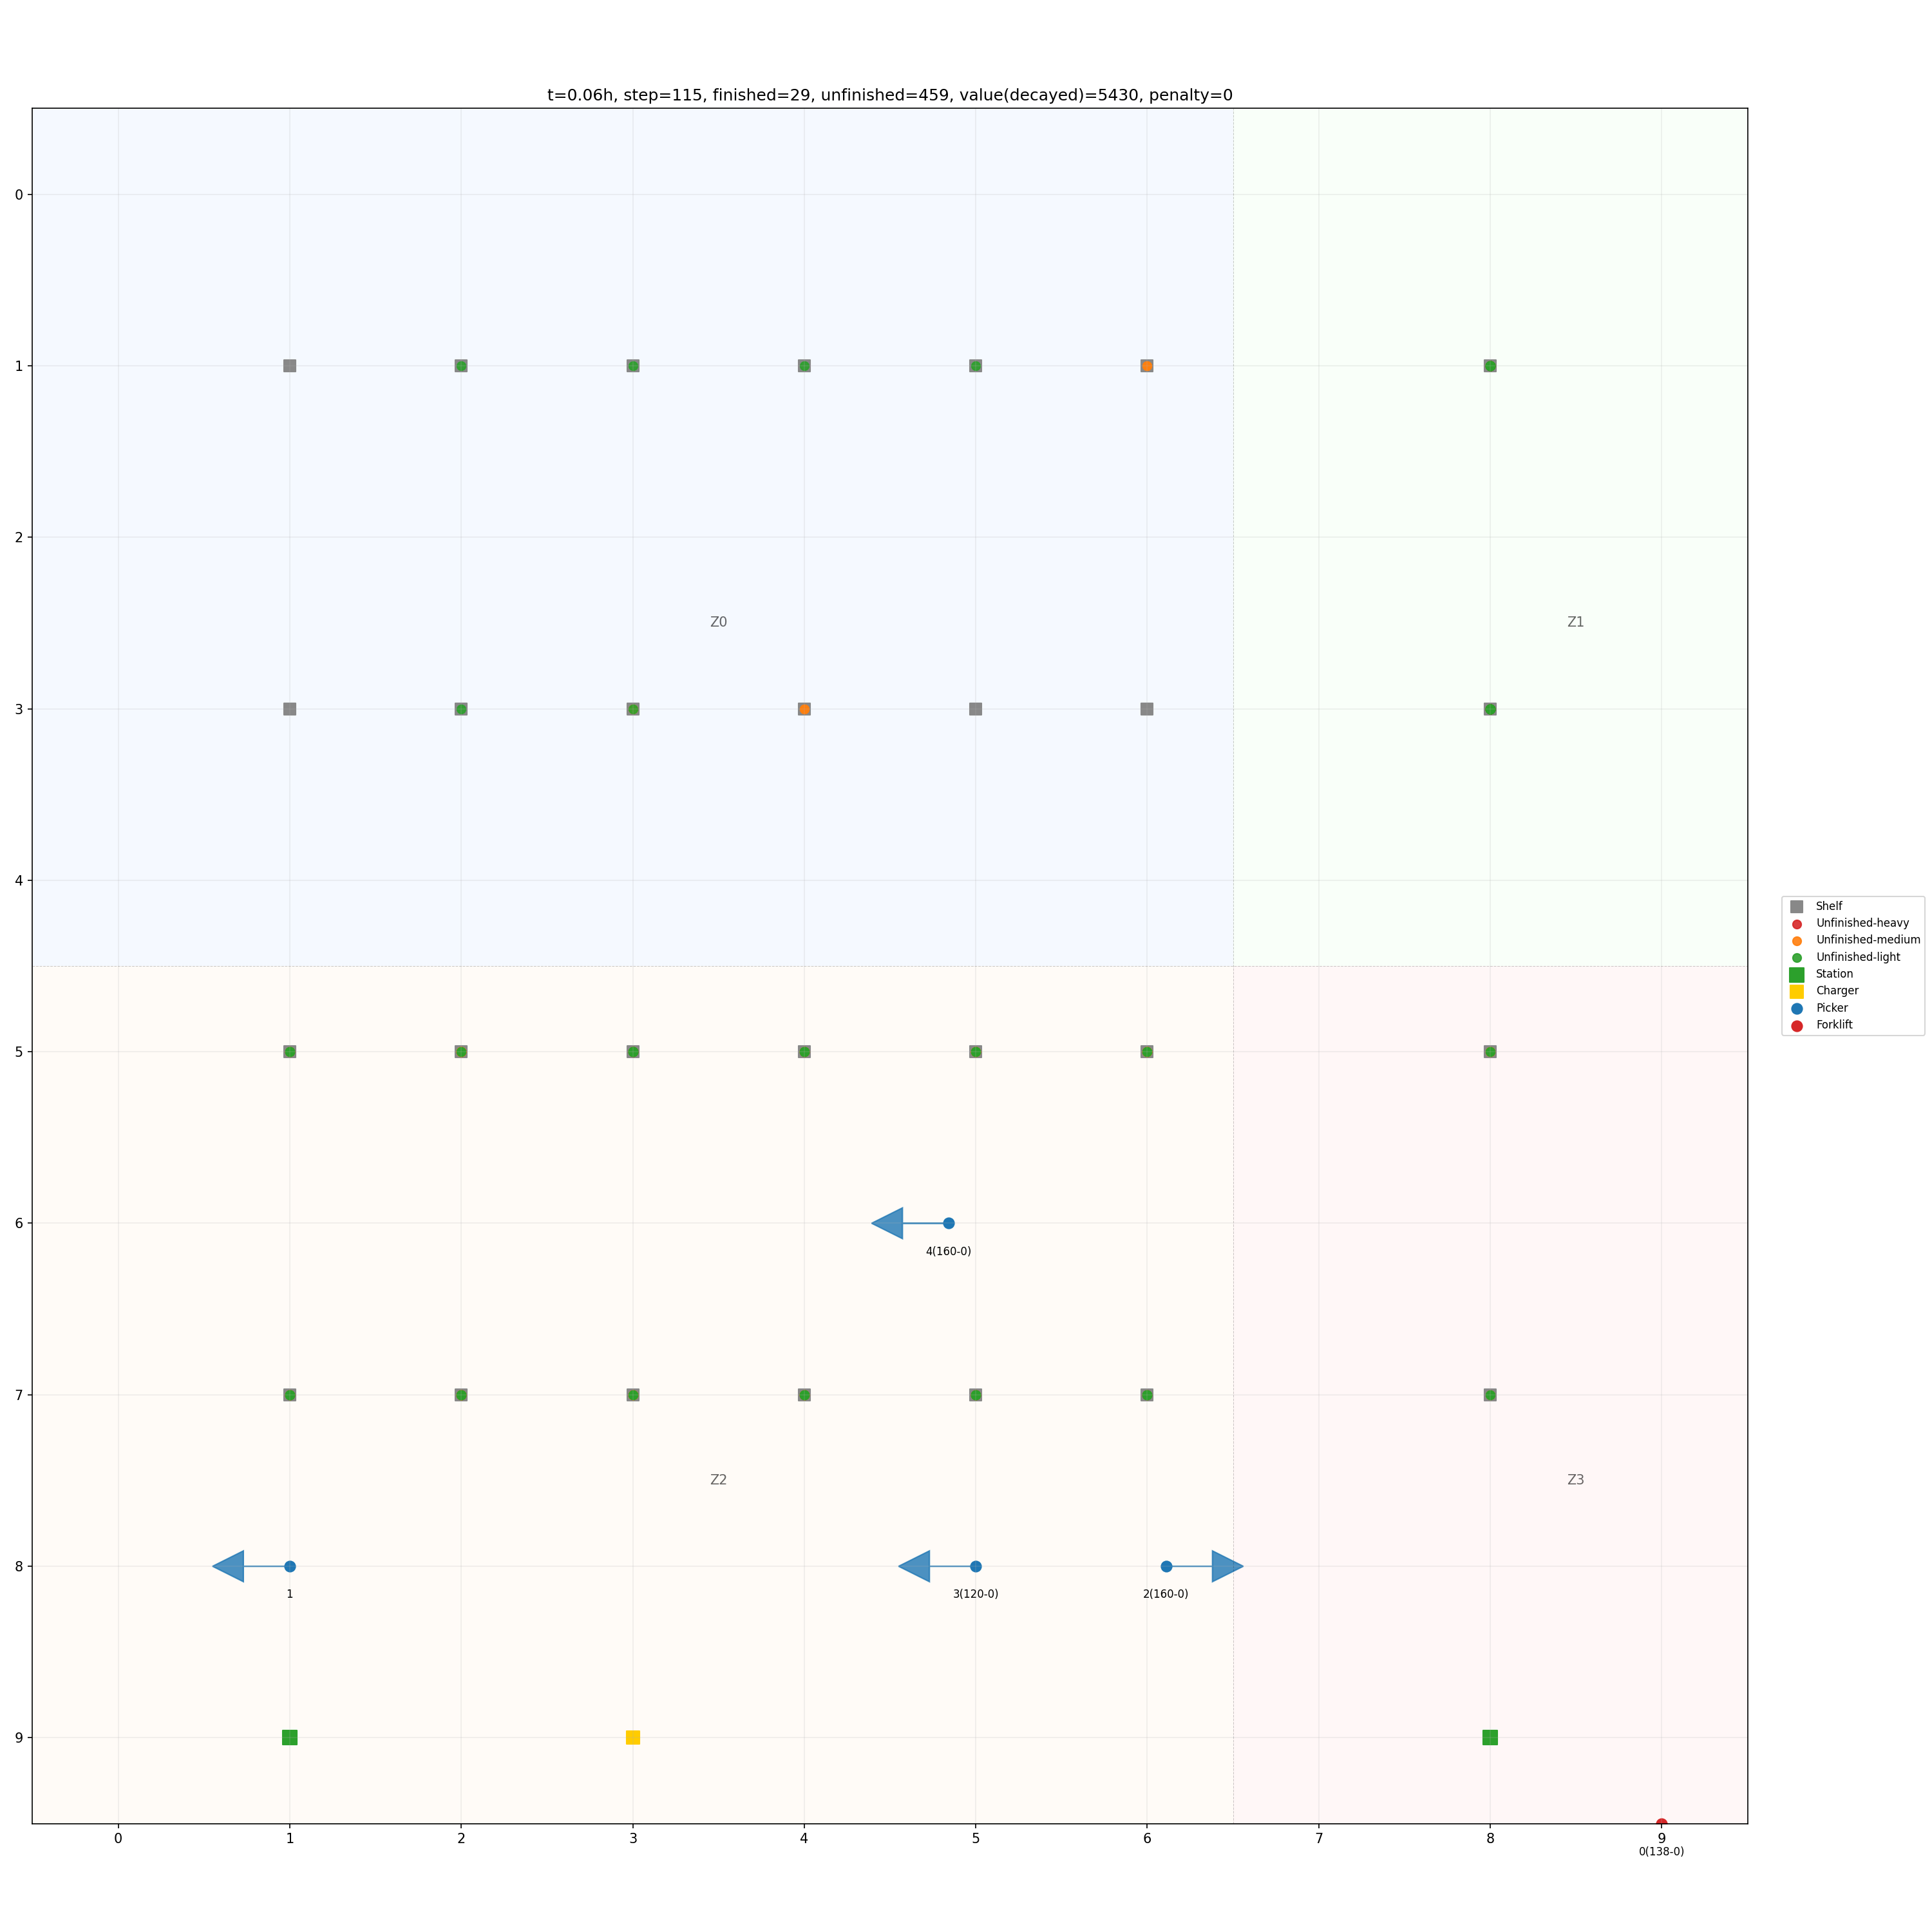 t=0.06h, step=115, finished=29, unfinished=459, value(decayed)=5430, penalty=0
0
1
2
Z0
Z1
3
4
Shelf
Unfinished-heavy
Unfinished-medium
Unfinished-light
Station
Charger
Picker
Forklift
5
6
4(160-0)
7
Z2
Z3
8
1
3(120-0)
2(160-0)
9
0 1 2 3 4 5 6 7 8 9
0(138-0)